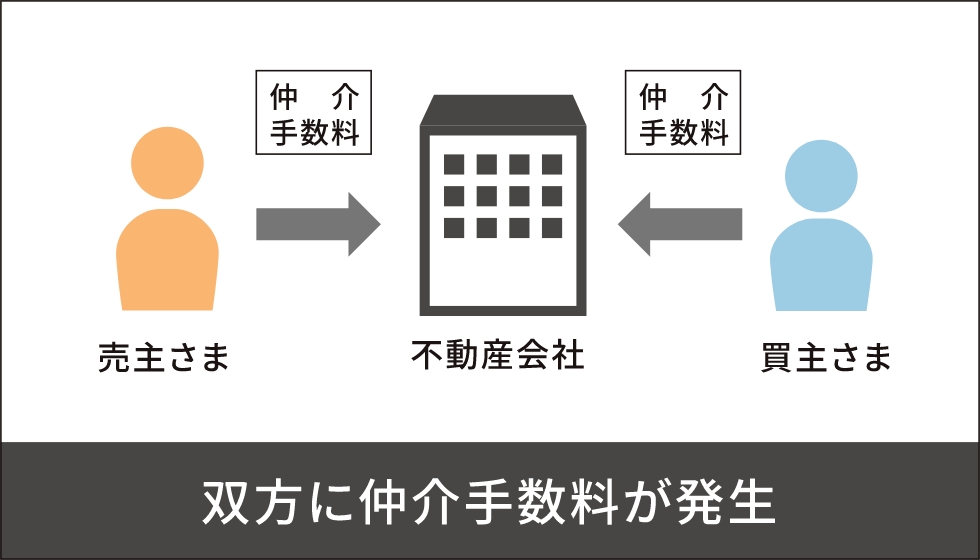 仲　介
手数料
仲　介
手数料
売主さま
不動産会社
買主さま
双方に仲介手数料が発生